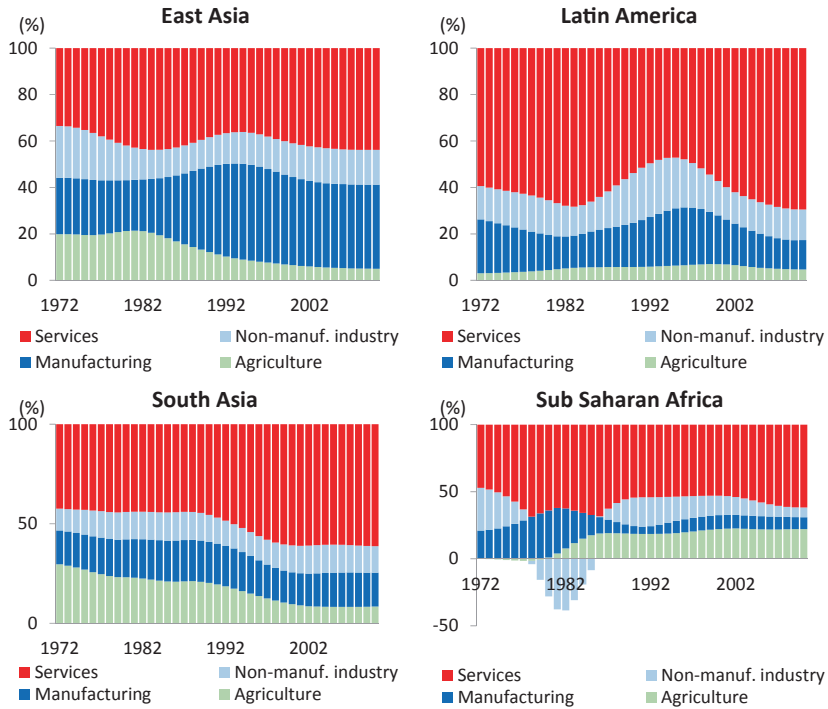 East Asia
(%)
100
80
60
40
20
0
1972 1982 1992 2002
Services Non-manuf. industry
Manufacturing Agriculture
Latin America
(%)
100
80
60
40
20
0
1972 1982 1992 2002
Services Non-manuf. industry
Manufacturing Agriculture
South Asia
(%)
100
50
0
1972 1982 1992 2002
Services Non-manuf. industry
Manufacturing Agriculture
Sub Saharan Africa
(%)
100
50
0
1972 1982 1992 2002
-50
Services Non-manuf. industry
Manufacturing Agriculture